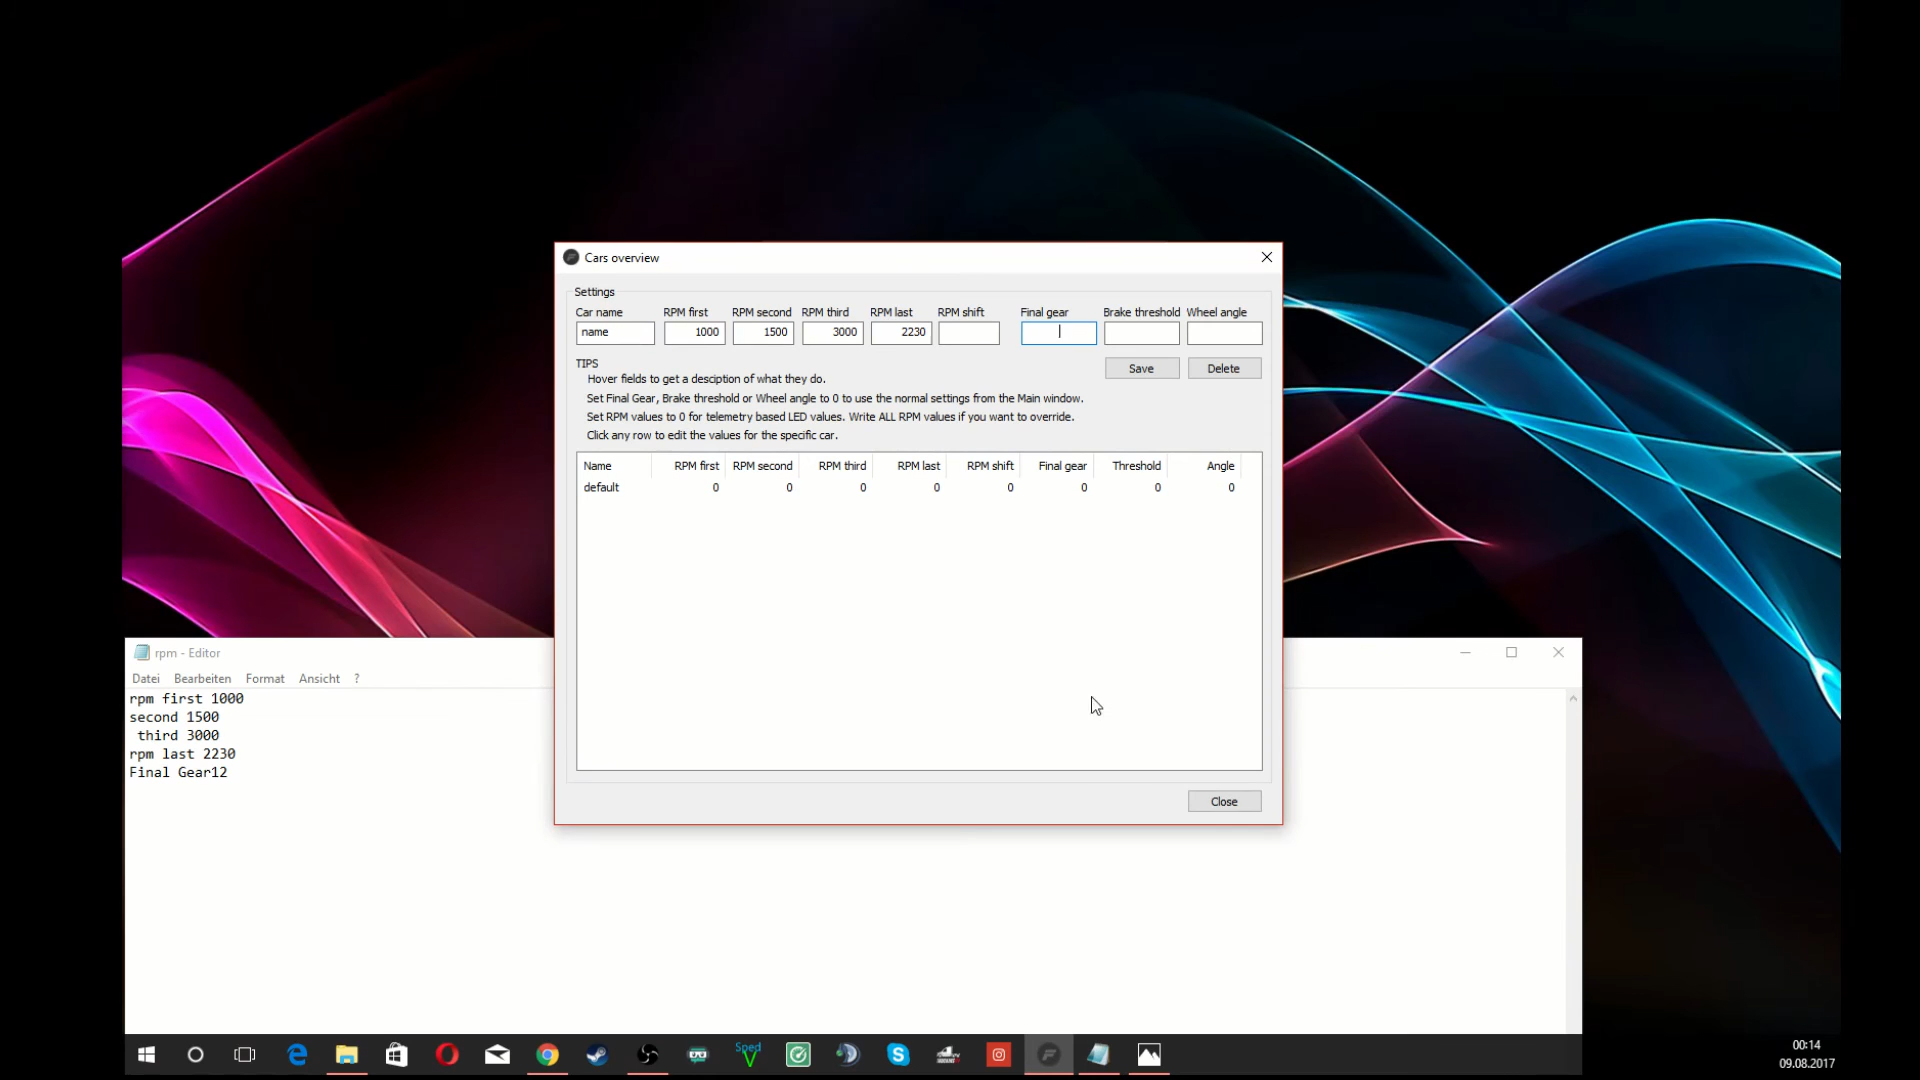 Cars overview
Settings
Car name RPM first RPM second RPM third RPM last RPM shift Final gear Brake threshold Wheel angle
name 1000 1500 3000 2230
TIPS
Save Delete
Hover fields to get a desciption of what they do.
Set Final Gear, Brake threshold or Wheel angle to 0 to use the normal settings from the Main window.
Set RPM values to 0 for telemetry based LED values. Write ALL RPM values if you want to override.
Click any row to edit the values for the specific car.
Name RPM first RPM second RPM third RPM last RPM shift Final gear Threshold Angle
default 0 0 0 0 0 0 0 0
Close
rpm - Editor
Datei Bearbeiten Format Ansicht ?
rpm first 1000
second 1500
third 3000
rpm last 2230
Final Gear12
Sped
V
00:14
09.08.2017